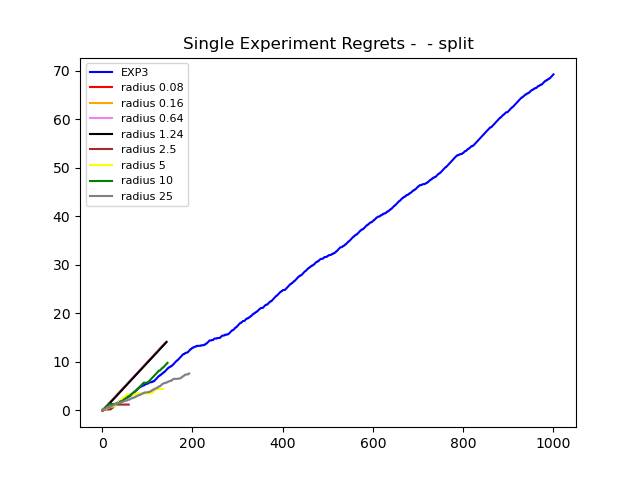 Single Experiment Regrets -  - split
EXP3
radius 0.08
radius 0.16
radius 0.64
radius 1.24
radius 2.5
radius 5
radius 10
radius 25
70
60
50
40
30
20
10
0
0 200 400 600 800 1000